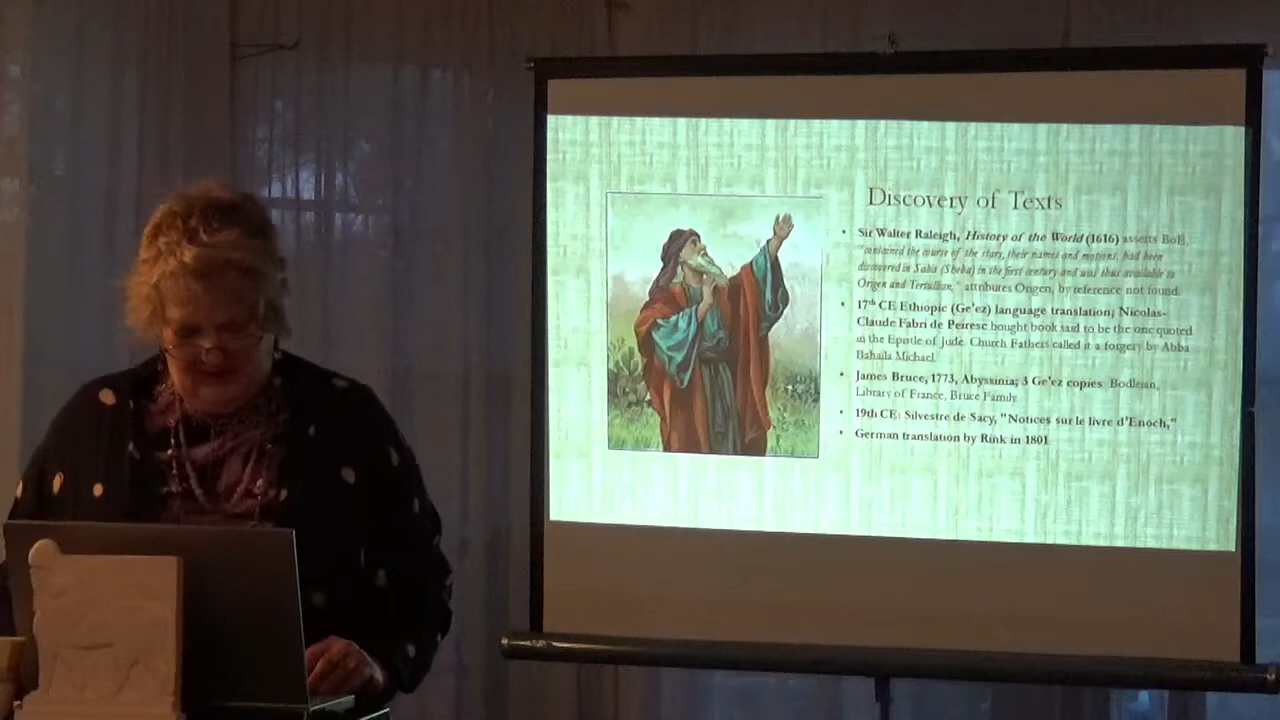 Discovery of Texts
• Sir Walter Raleigh, History of the World (1616) asserts BoE,
"contained the course of the stars, their names and motions, had been
discovered in Saba (Sheba) in the first century and was thus available to
Origen and Tertullian," attributes Origen, by reference not found.
• 17th CE Ethiopic (Ge'ez) language translation; Nicolas-
Claude Fabri de Peiresc bought book said to be the one quoted
in the Epistle of Jude. Church Fathers called it a forgery by Abba
Bahaila Michael.
• James Bruce, 1773, Abyssinia; 3 Ge'ez copies Bodleian,
Library of France, Bruce Family.
• 19th CE: Silvestre de Sacy, "Notices sur le livre d'Enoch,"
• German translation by Rink in 1801